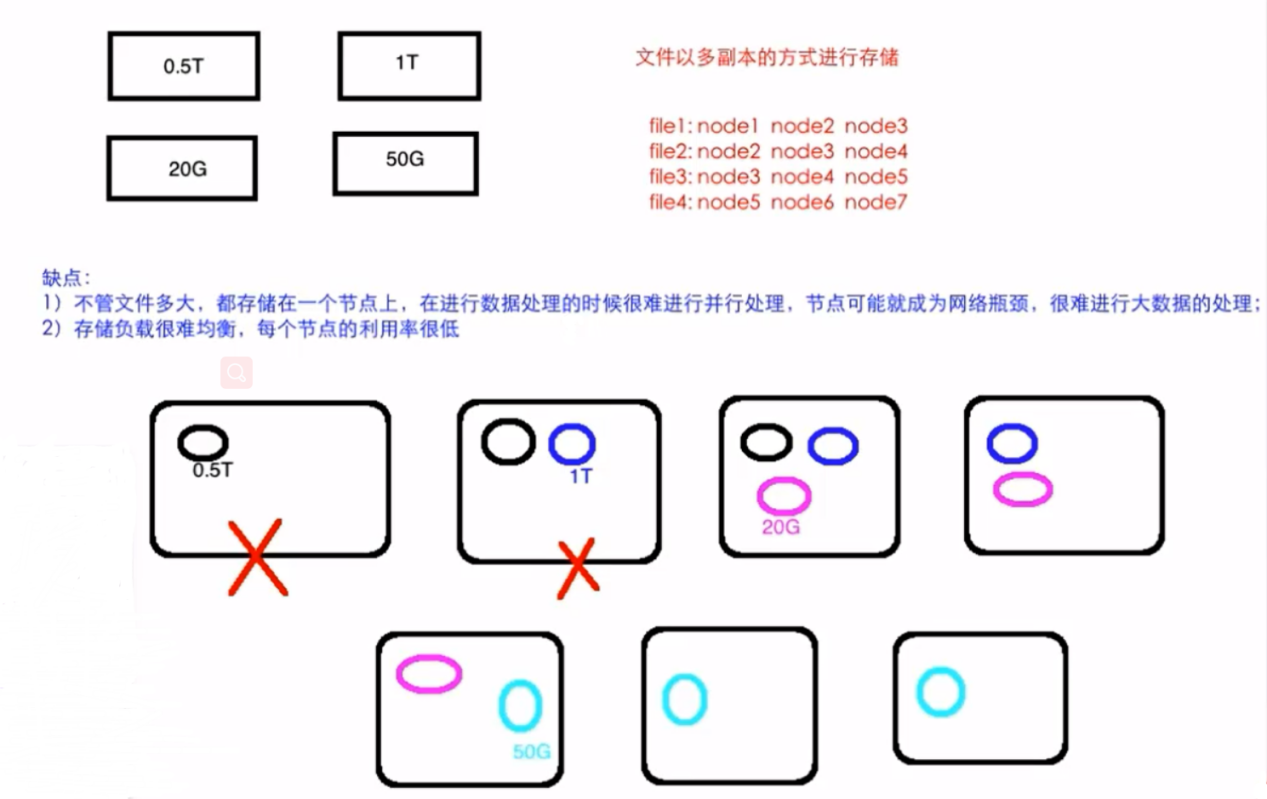 0.5T
1T
20G
50G
文件以多副本的方式进行存储
file1: node1 node2 node3
file2: node2 node3 node4
file3: node3 node4 node5
file4: node5 node6 node7
缺点：
1）不管文件多大，都存储在一个节点上，在进行数据处理的时候很难进行并行处理，节点可能就成为网络瓶颈，很难进行大数据的处理；
2）存储负载很难均衡，每个节点的利用率很低
0.5T
1T
20G
50G